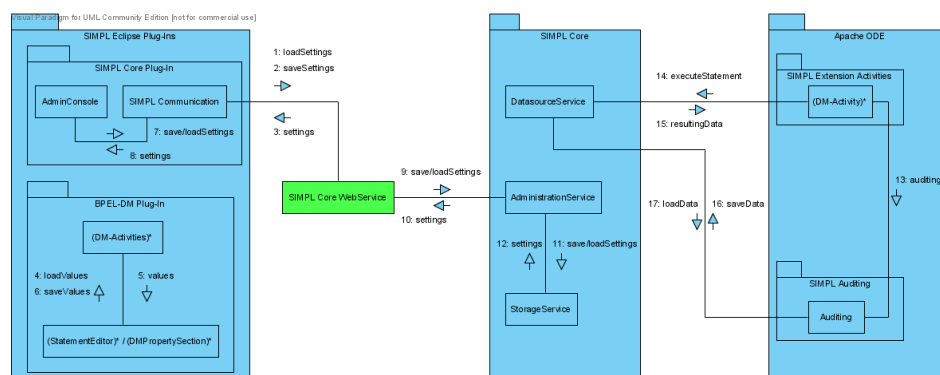 Visual Paradigm for UML Community Edition [not for commercial use]
SIMPL Eclipse Plug-Ins
SIMPL Core Plug-In
AdminConsole
SIMPL Communication
7: save/loadSettings
8: settings
BPEL-DM Plug-In
(DM-Activities)*
4: loadValues
6: saveValues
5: values
(StatementEditor)* / (DMPropertySection)*
1: loadSettings
2: saveSettings
3: settings
SIMPL Core WebService
9: save/loadSettings
10: settings
SIMPL Core
DatasourceService
AdministrationService
12: settings
11: save/loadSettings
StorageService
14: executeStatement
15: resultingData
17: loadData
16: saveData
Apache ODE
SIMPL Extension Activities
(DM-Activity)*
13: auditing
SIMPL Auditing
Auditing